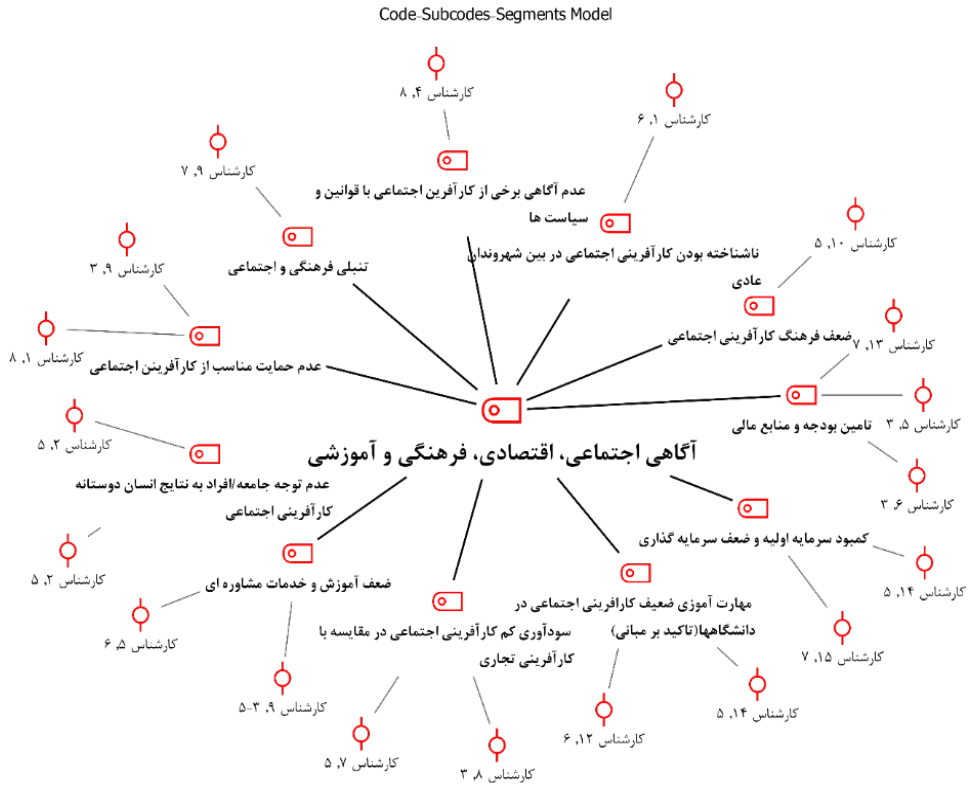 Code-Subcodes-Segments Model
کارشناس ۴, ۸
کارشناس ۱, ۶
عدم آگاهی برخی از کارآفرین اجتماعی با قوانین و
سیاست ها
کارشناس ۹, ۷
ناشناخته بودن کارآفرینی اجتماعی در بین شهروندان
عادی
کارشناس ۱۰, ۵
تنبلی فرهنگی و اجتماعی
کارشناس ۹, ۳
ضعف فرهنگ کارآفرینی اجتماعی
کارشناس ۱۳, ۷
عدم حمایت مناسب از کارآفرینن اجتماعی
کارشناس ۱, ۸
تامین بودجه و منابع مالی
کارشناس ۵, ۳
کارشناس ۶, ۳
آگاهی اجتماعی، اقتصادی، فرهنگی و آموزشی
کارشناس ۲, ۵
عدم توجه جامعه/افراد به نتایج انسان دوستانه
کارآفرینی اجتماعی
کارشناس ۲, ۵
کمبود سرمایه اولیه و ضعف سرمایه گذاری
کارشناس ۱۴, ۵
کارشناس ۱۵, ۷
ضعف آموزش و خدمات مشاوره ای
کارشناس ۵, ۶
کارشناس ۹, ۳-۵
مهارت آموزی ضعیف کارافرینی اجتماعی در
دانشگاهها(تاکید بر مبانی)
کارشناس ۱۴, ۵
کارشناس ۱۲, ۶
سودآوری کم کارآفرینی اجتماعی در مقایسه با
کارآفرینی تجاری
کارشناس ۷, ۵
کارشناس ۸, ۳